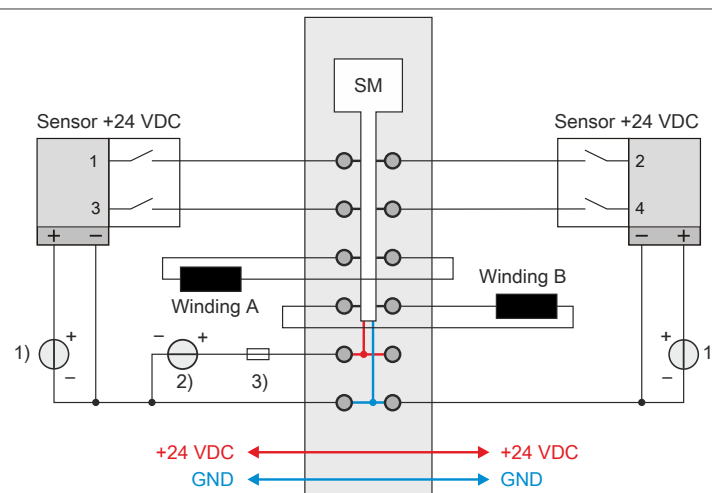 SM
Sensor +24 VDC
Sensor +24 VDC
1
2
3
4
+ −
− +
Winding A
Winding B
1)
+
−
− +
2)
3)
+
−
1
+24 VDC
+24 VDC
GND
GND